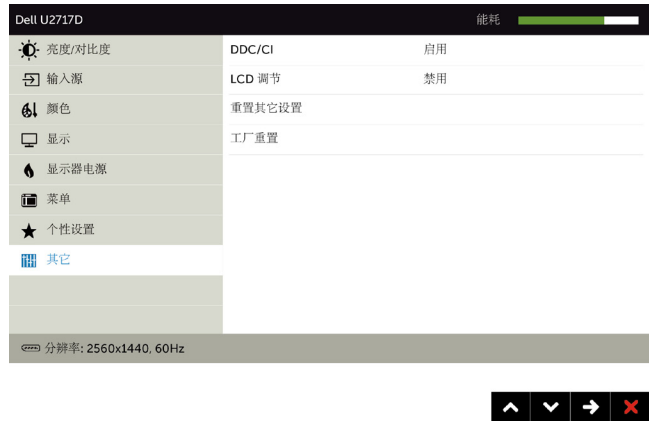 Dell U2717D 能耗
亮度/对比度
DDC/CI 启用
输入源
LCD 调节 禁用
颜色
重置其它设置
显示
工厂重置
显示器电源
菜单
个性设置
其它
分辨率: 2560x1440, 60Hz